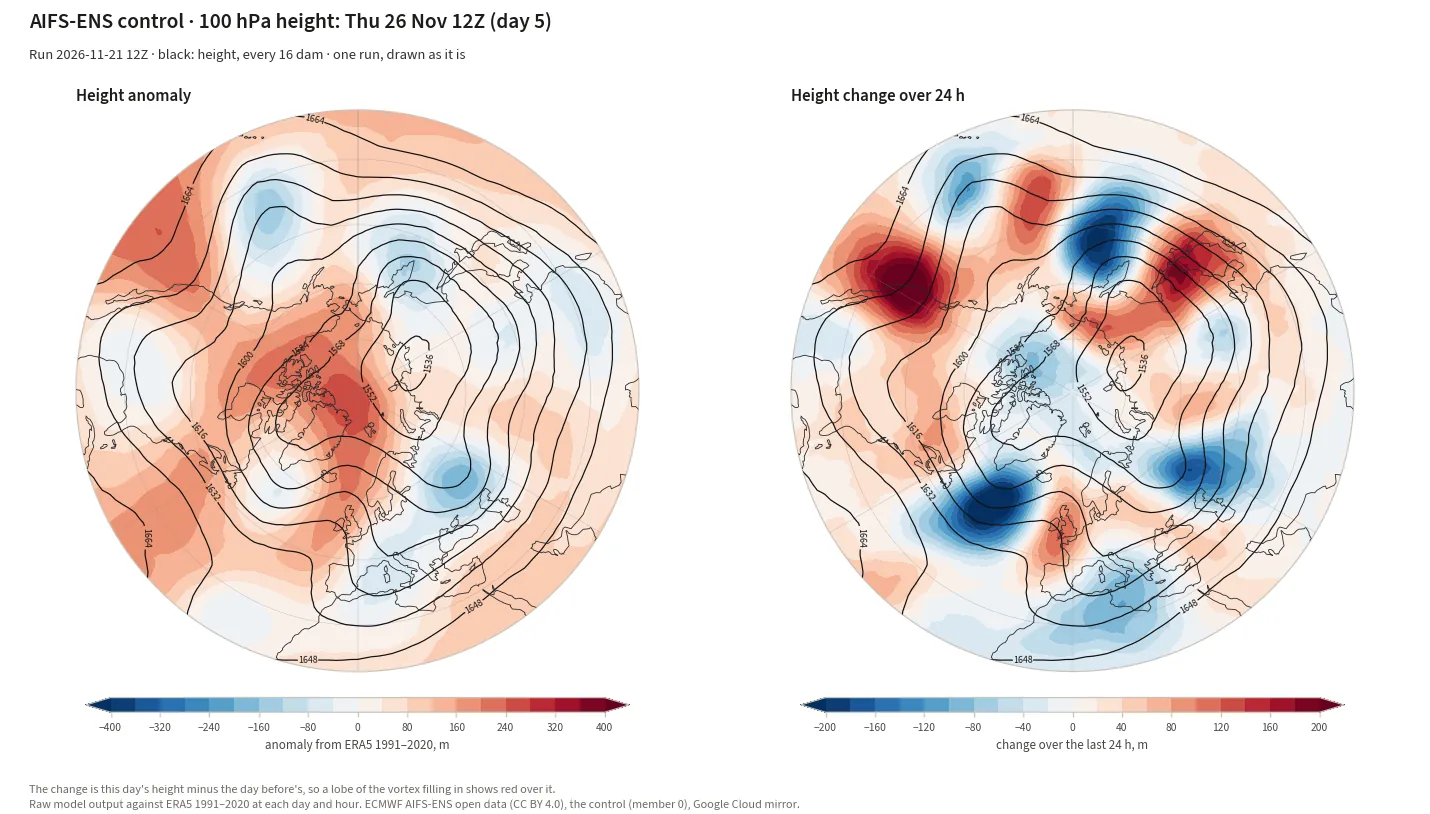 AIFS-ENS control · 100 hPa height: Thu 26 Nov 12Z (day 5)
Run 2026-11-21 12Z · black: height, every 16 dam · one run, drawn as it is
Height anomaly
Height change over 24 h
1664
1664
1600
1584
1568
1552
1536
1616
1632
1664
1648
1648
1664
1664
1600
1584
1568
1552
1536
1616
1632
1664
1648
1648
−400 −320 −240 −160 −80 0 80 160 240 320 400
anomaly from ERA5 1991–2020, m
−200 −160 −120 −80 −40 0 40 80 120 160 200
change over the last 24 h, m
The change is this day's height minus the day before's, so a lobe of the vortex filling in shows red over it.
Raw model output against ERA5 1991–2020 at each day and hour. ECMWF AIFS-ENS open data (CC BY 4.0), the control (member 0), Google Cloud mirror.